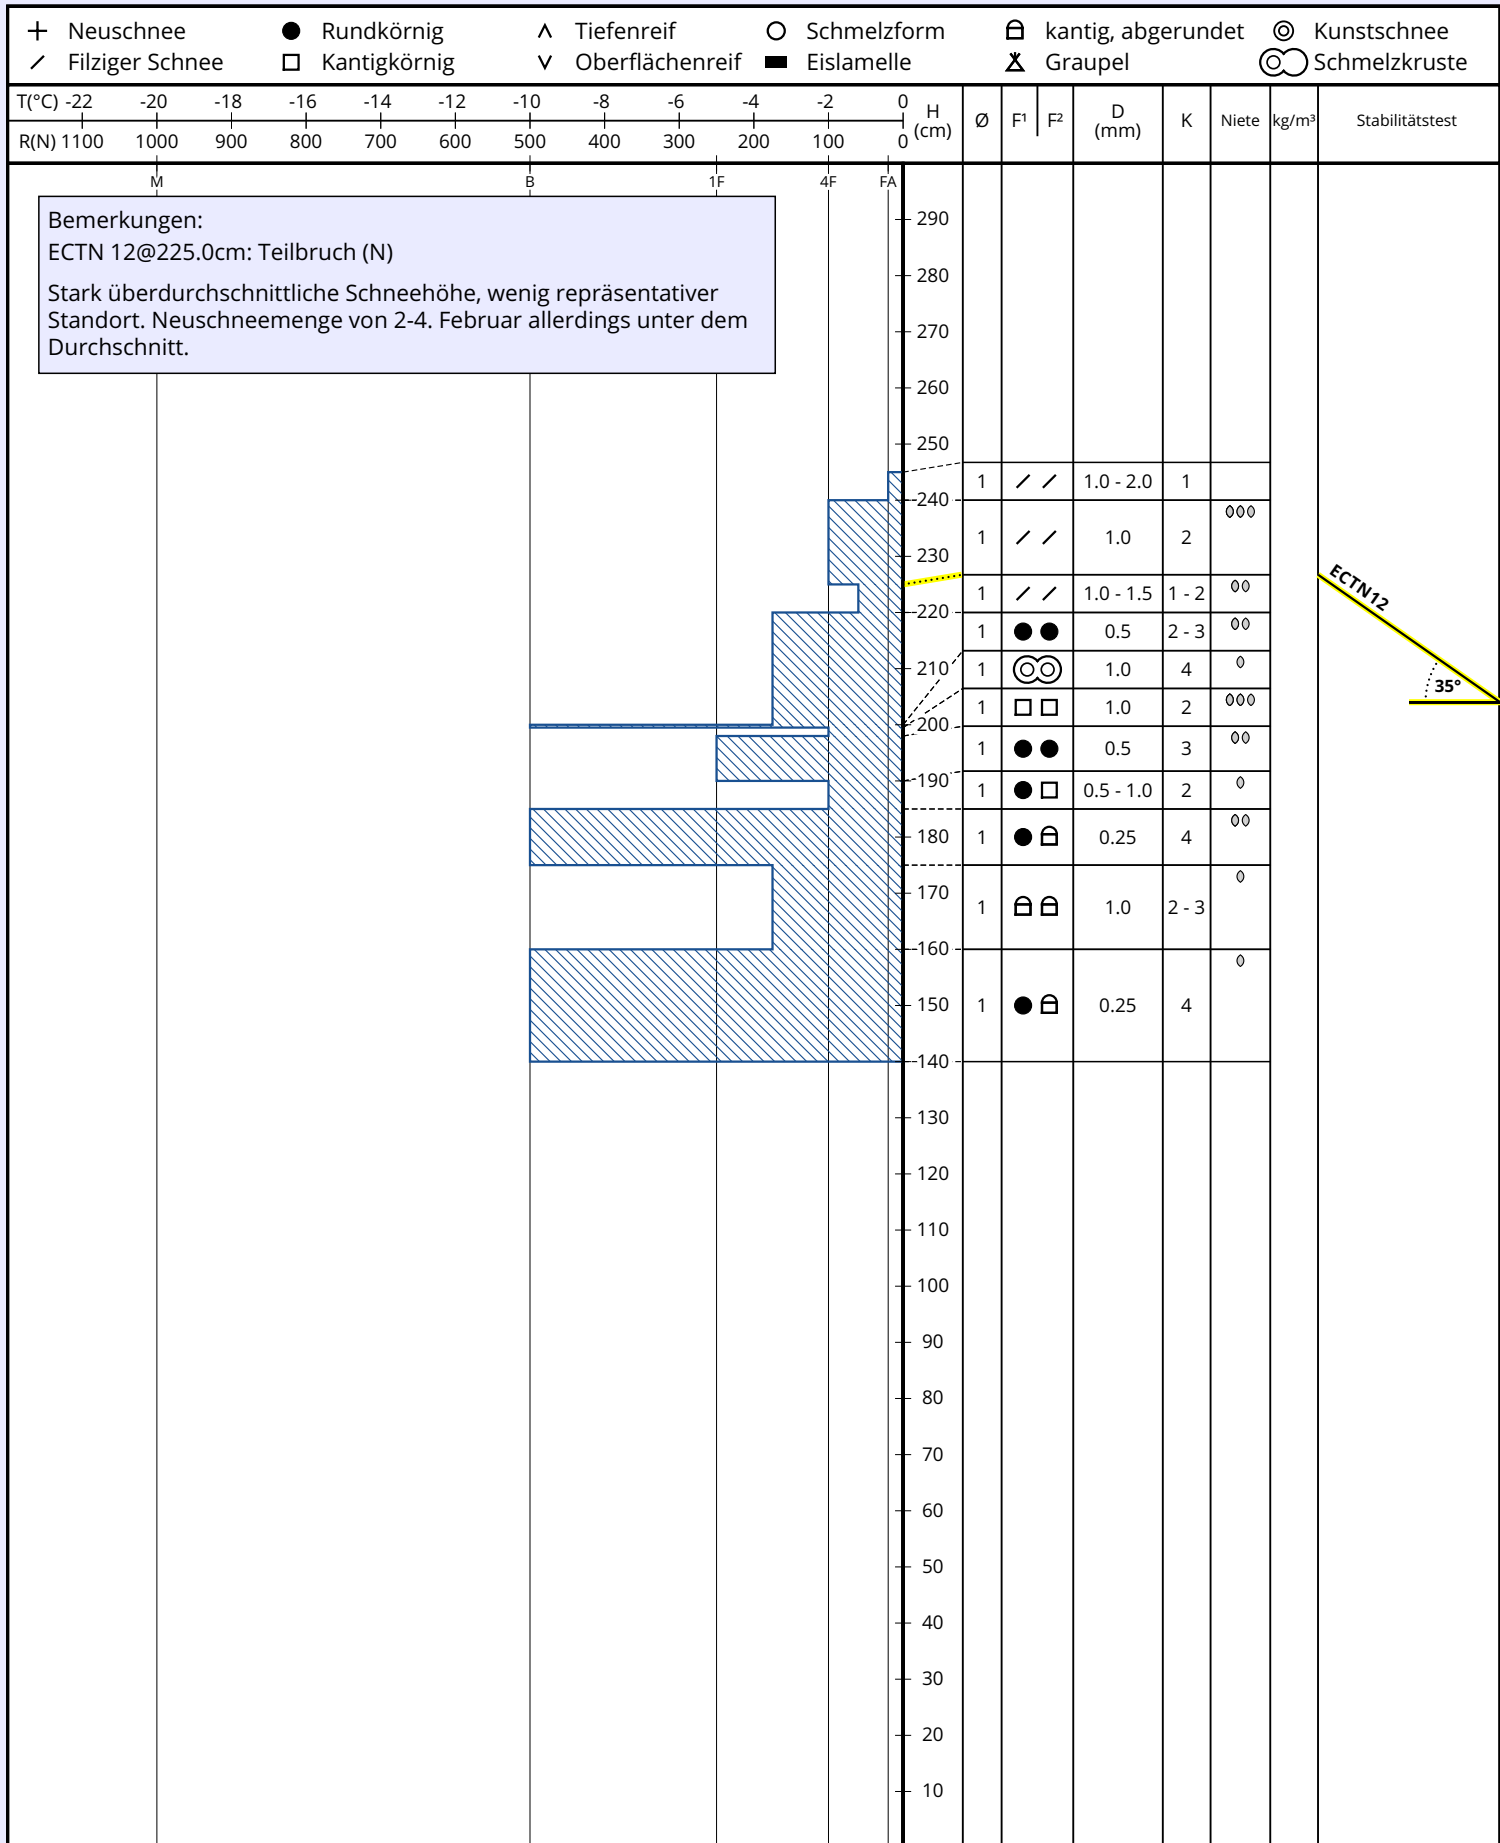 Neuschnee Rundkörnig Tiefenreif Schmelzform kantig, abgerundet Kunstschnee
Filziger Schnee Kantigkörnig Oberflächenreif Eislamelle Graupel Schmelzkruste
T(°C) -22 -20 -18 -16 -14 -12 -10 -8 -6 -4 -2 0
R(N) 1100 1000 900 800 700 600 500 400 300 200 100 0
H (cm) Ø F¹ F² D (mm) K Niete kg/m³ Stabilitätstest
M B 1F 4F FA
Bemerkungen:
ECTN 12@225.0cm: Teilbruch (N)
Stark überdurchschnittliche Schneehöhe, wenig repräsentativer
Standort. Neuschneemenge von 2-4. Februar allerdings unter dem
Durchschnitt.
290
280
270
260
250
1 1.0 - 2.0 1
240
1 1.0 2
230
ECTN12
1 1.0 - 1.5 1 - 2
220
1 0.5 2 - 3
210
1 1.0 4
35°
1 1.0 2
200
1 0.5 3
190
1 0.5 - 1.0 2
180
1 0.25 4
170
1 1.0 2 - 3
160
150
1 0.25 4
140
130
120
110
100
90
80
70
60
50
40
30
20
10